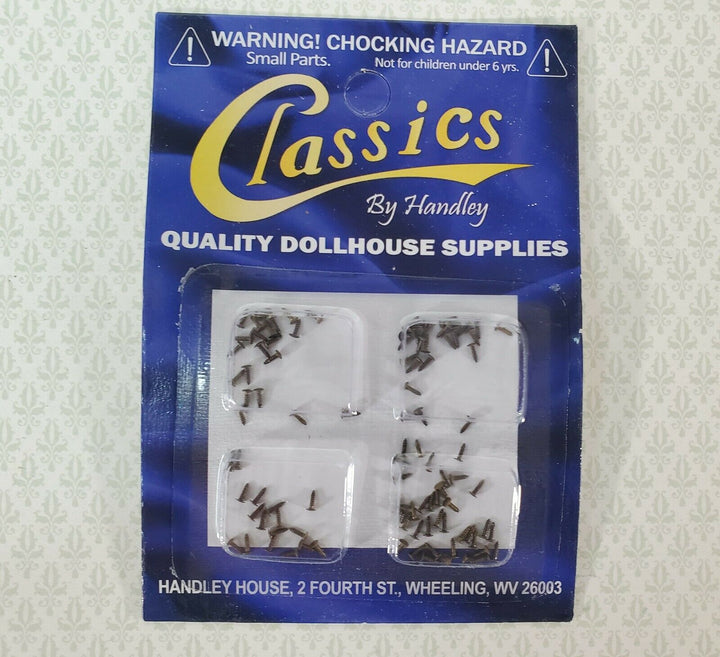 WARNING! CHOCKING HAZARD
Small Parts. Not for children under 6 yrs.
Classics
By Handley
QUALITY DOLLHOUSE SUPPLIES
HANDLEY HOUSE, 2 FOURTH ST., WHEELING, WV 26003